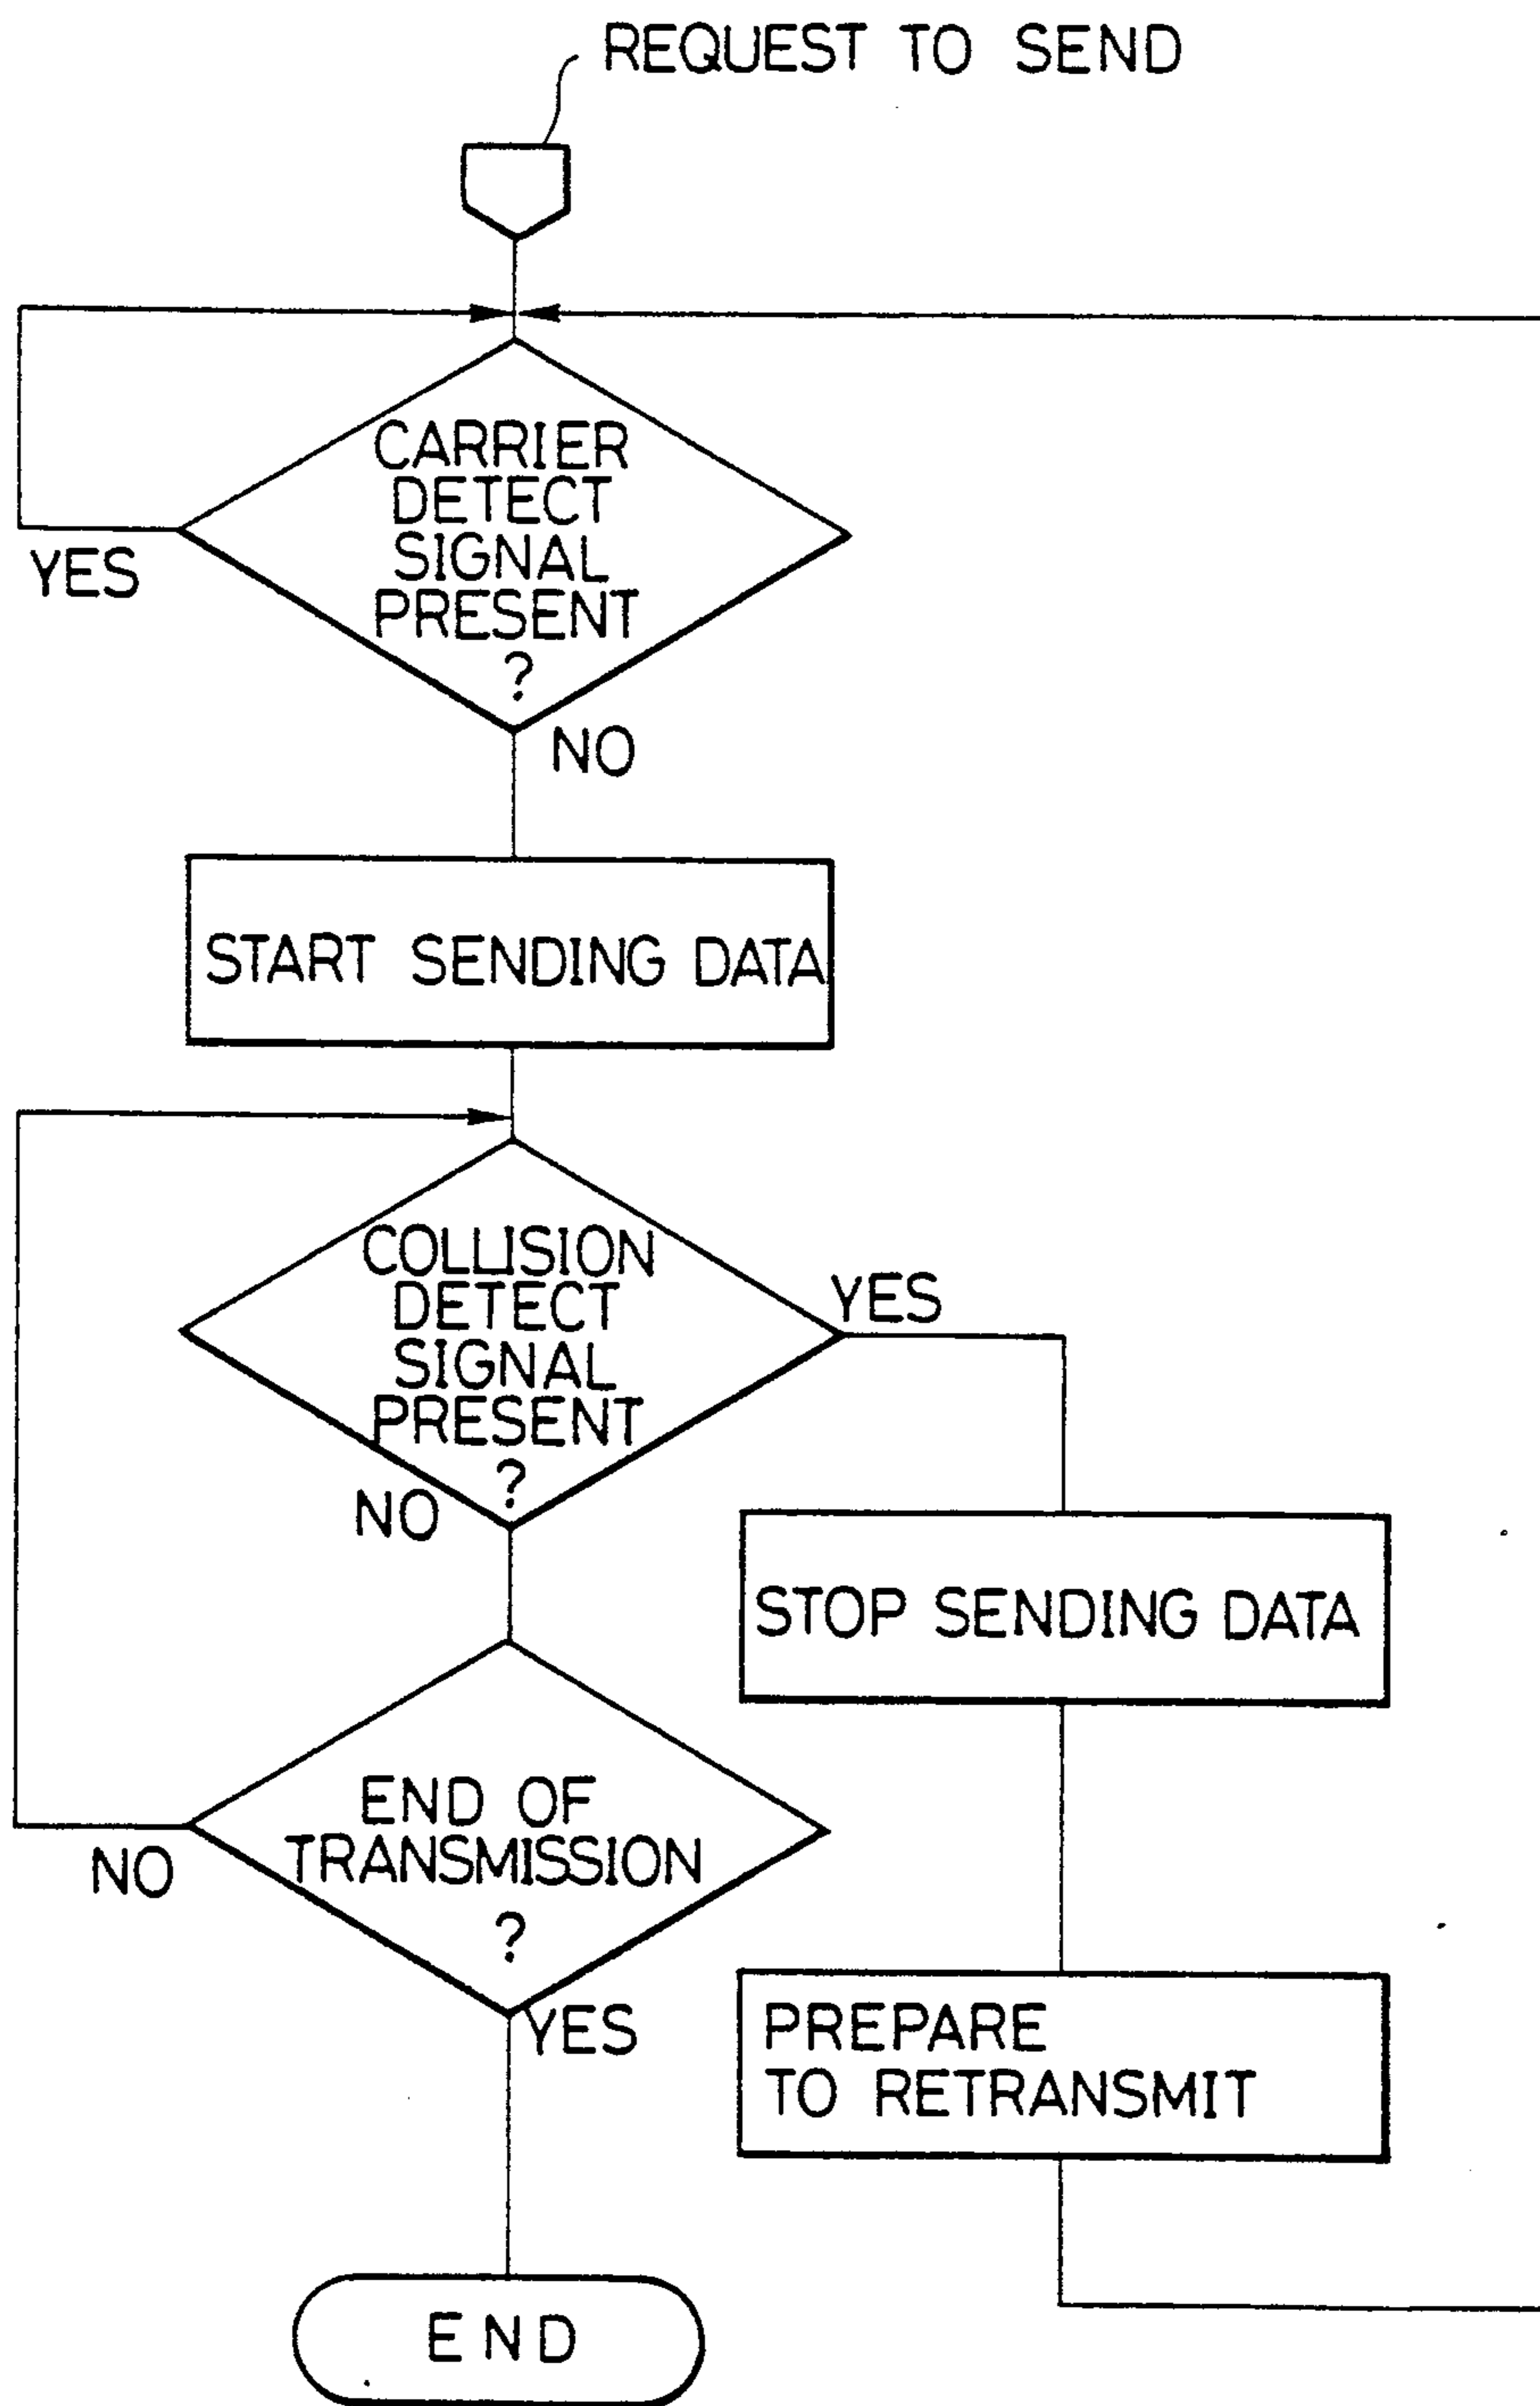 REQUEST TO SEND
CARRIER
DETECT
SIGNAL
PRESENT
?
YES
NO
START SENDING DATA
COLLISION
DETECT
SIGNAL
PRESENT
?
YES
NO
STOP SENDING DATA
END OF
TRANSMISSION
?
NO
YES
PREPARE
TO RETRANSMIT
END